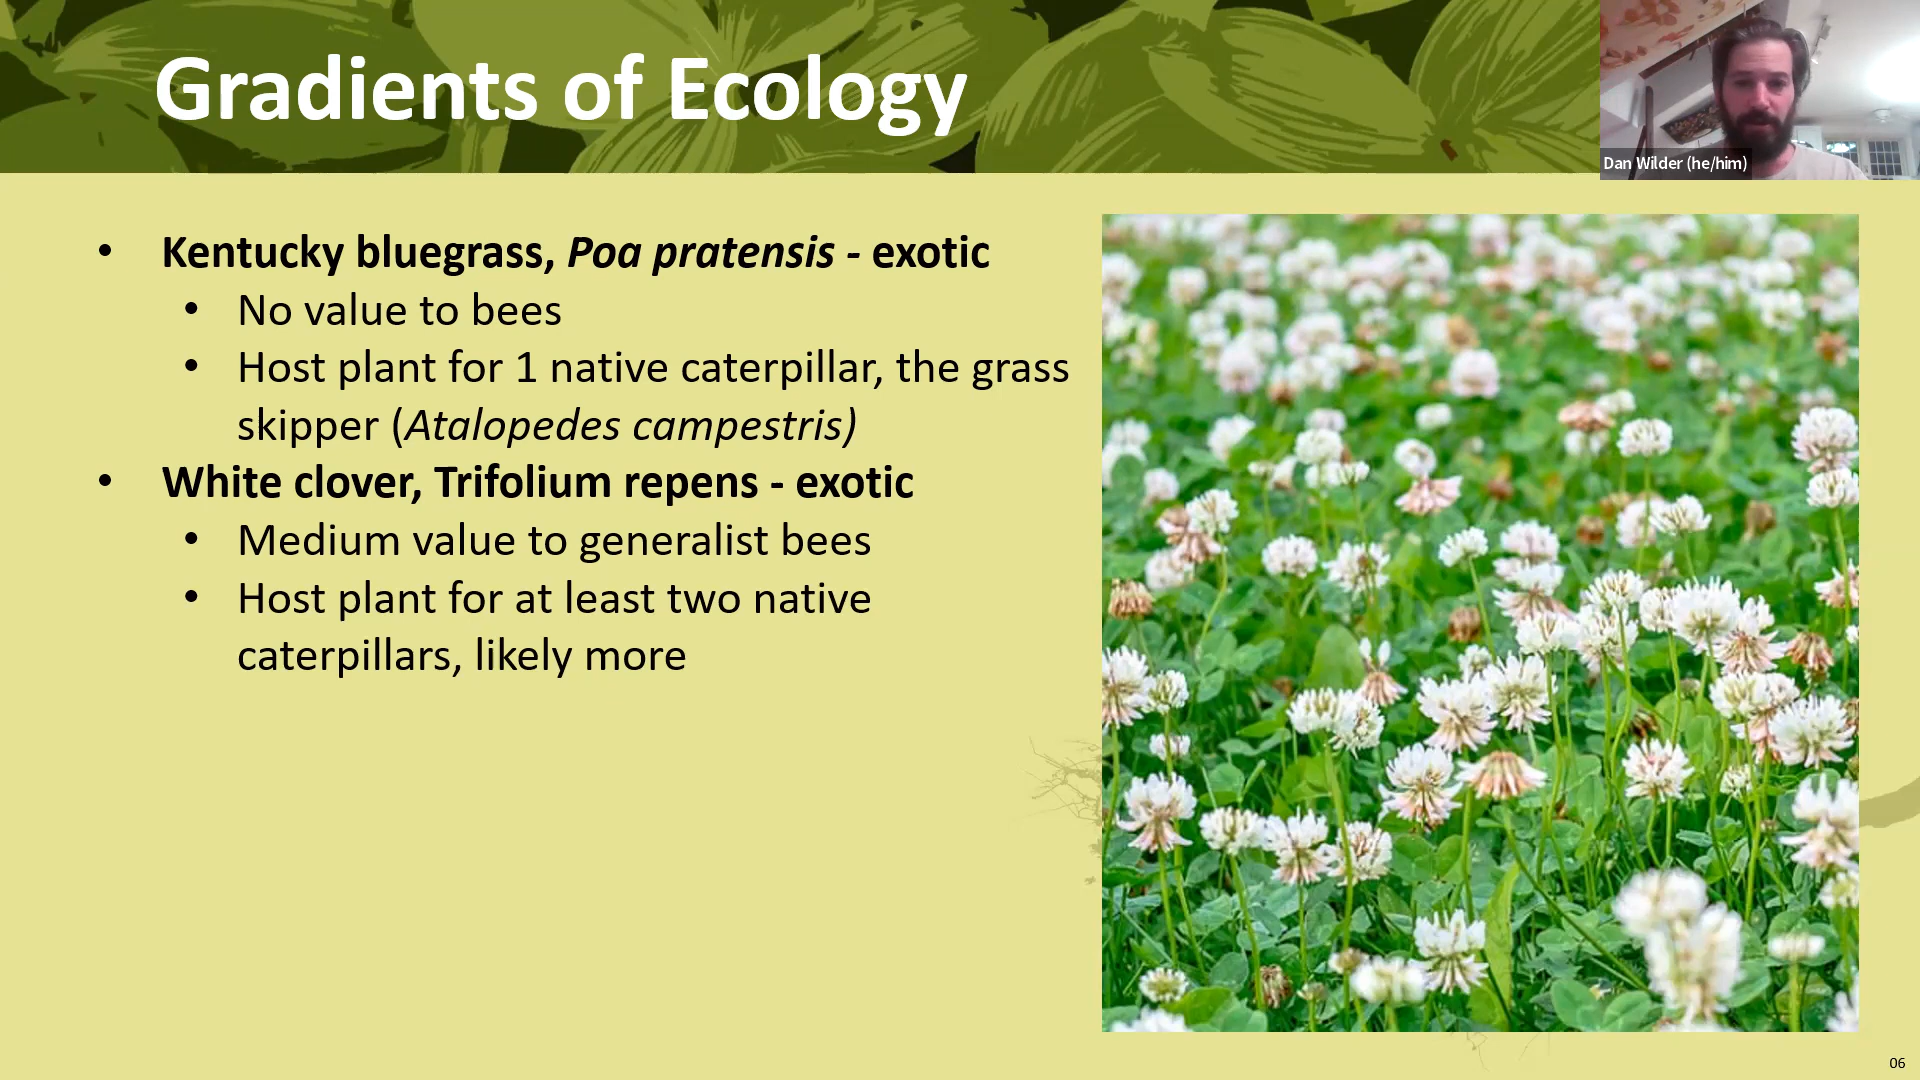 Gradients of Ecology
Dan Wilder (he/him)
• Kentucky bluegrass, Poa pratensis - exotic
• No value to bees
• Host plant for 1 native caterpillar, the grass
skipper (Atalopedes campestris)
• White clover, Trifolium repens - exotic
• Medium value to generalist bees
• Host plant for at least two native
caterpillars, likely more
06